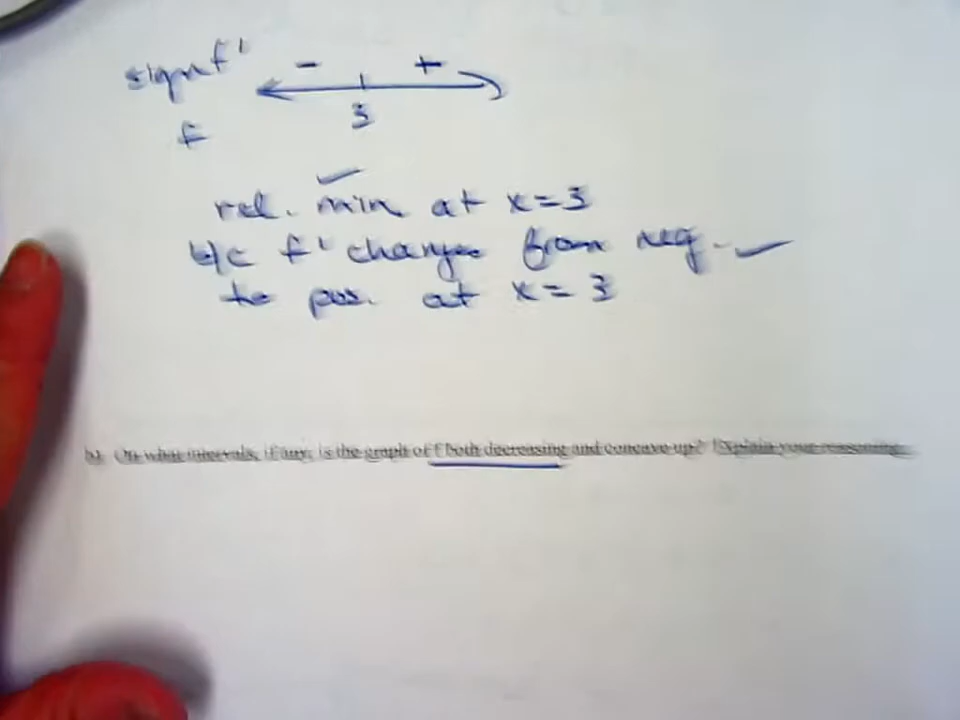 sign f'
- +
3
f
rel. min at x=3
b/c f' changes from neg.
to pos. at x=3
b) On what intervals, if any, is the graph of f both decreasing and concave up? Explain your reasoning.